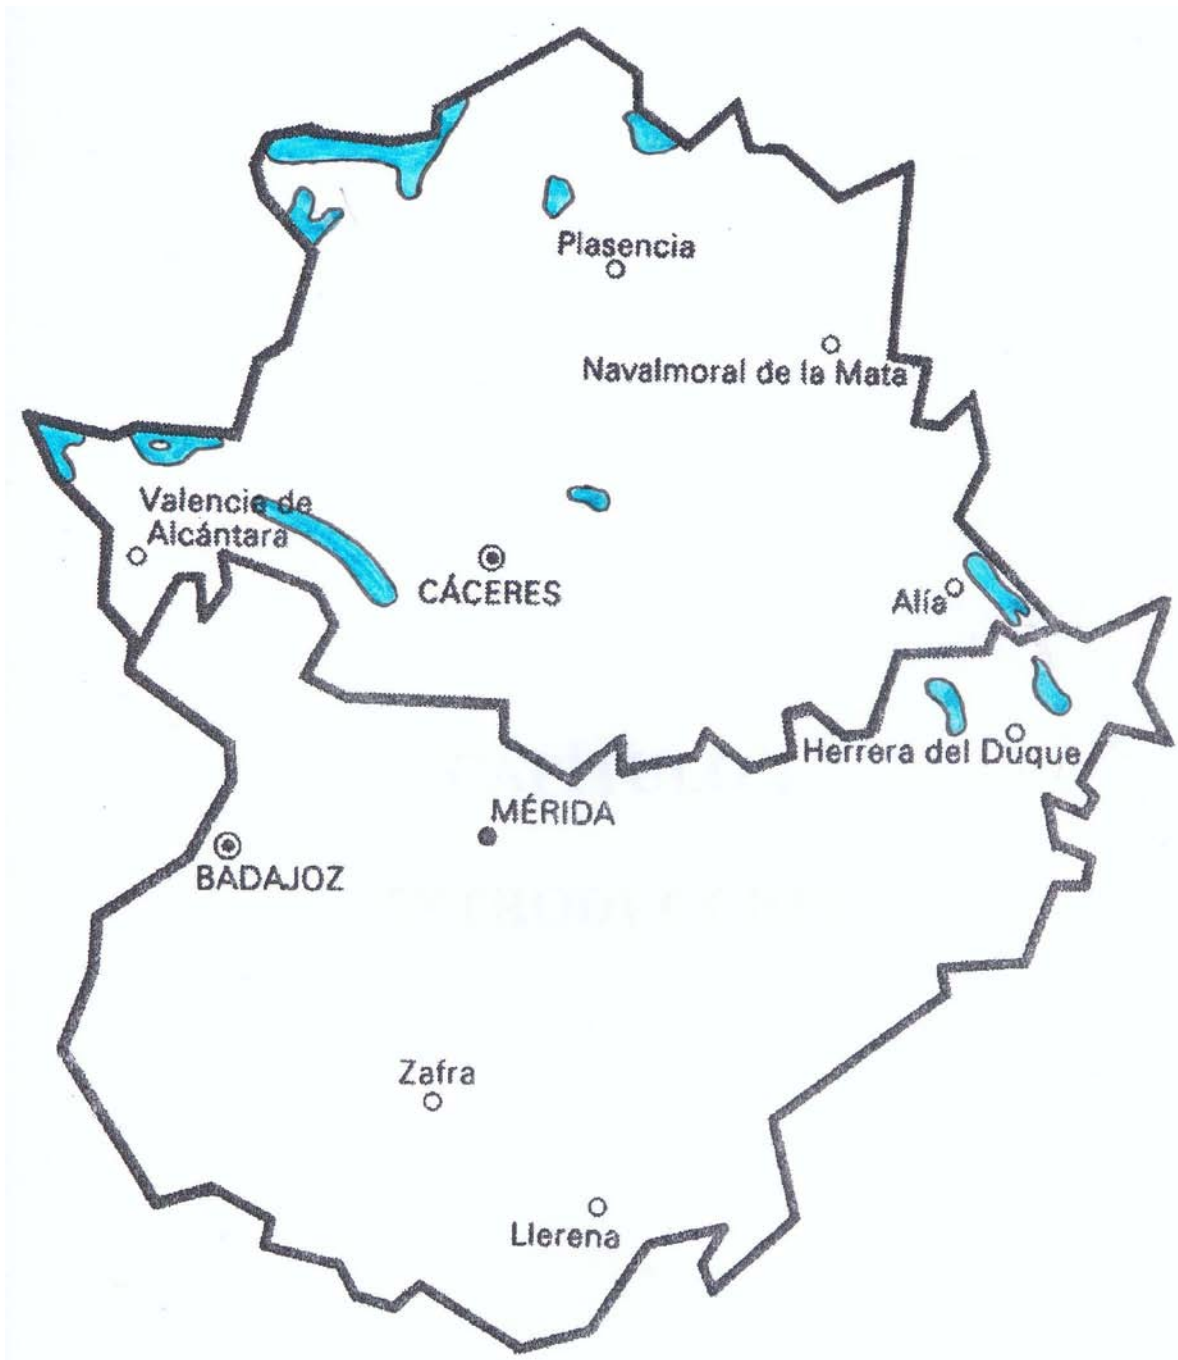 Plasencia
Navalmoral de la Mata
Valencia de
Alcántara
CÁCERES
Alía
Herrera del Duque
MÉRIDA
BADAJOZ
Zafra
Llerena